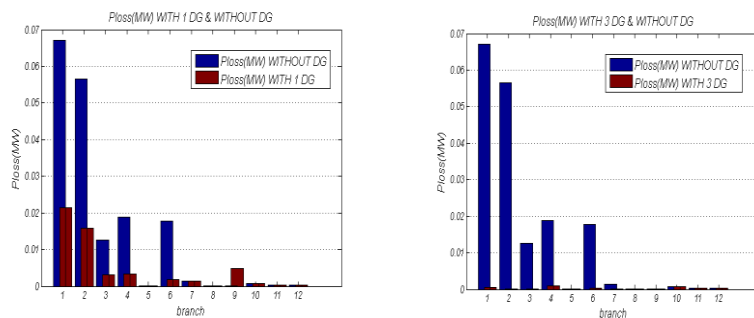 Ploss(MW) WITH 1 DG & WITHOUT DG
0.07
0.06
0.05
0.04
0.03
0.02
0.01
0
Ploss(MW)
Ploss(MW) WITHOUT DG
Ploss(MW) WITH 1 DG
1 2 3 4 5 6 7 8 9 10 11 12
branch
Ploss(MW) WITH 3 DG & WITHOUT DG
0.07
0.06
0.05
0.04
0.03
0.02
0.01
0
Ploss(MW)
Ploss(MW) WITHOUT DG
Ploss(MW) WITH 3 DG
1 2 3 4 5 6 7 8 9 10 11 12
branch